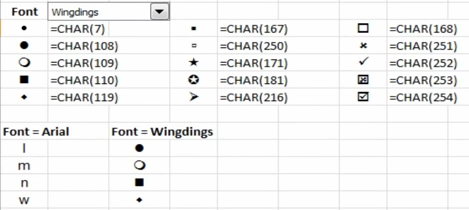 Font Wingdings
• =CHAR(7) ▪ =CHAR(167) □ =CHAR(168)
● =CHAR(108) ▫ =CHAR(250) × =CHAR(251)
❍ =CHAR(109) ★ =CHAR(171) ✓ =CHAR(252)
■ =CHAR(110) ✪ =CHAR(181) ☒ =CHAR(253)
⬥ =CHAR(119) ➢ =CHAR(216) ☑ =CHAR(254)
Font = Arial Font = Wingdings
l ●
m ❍
n ■
w ⬥